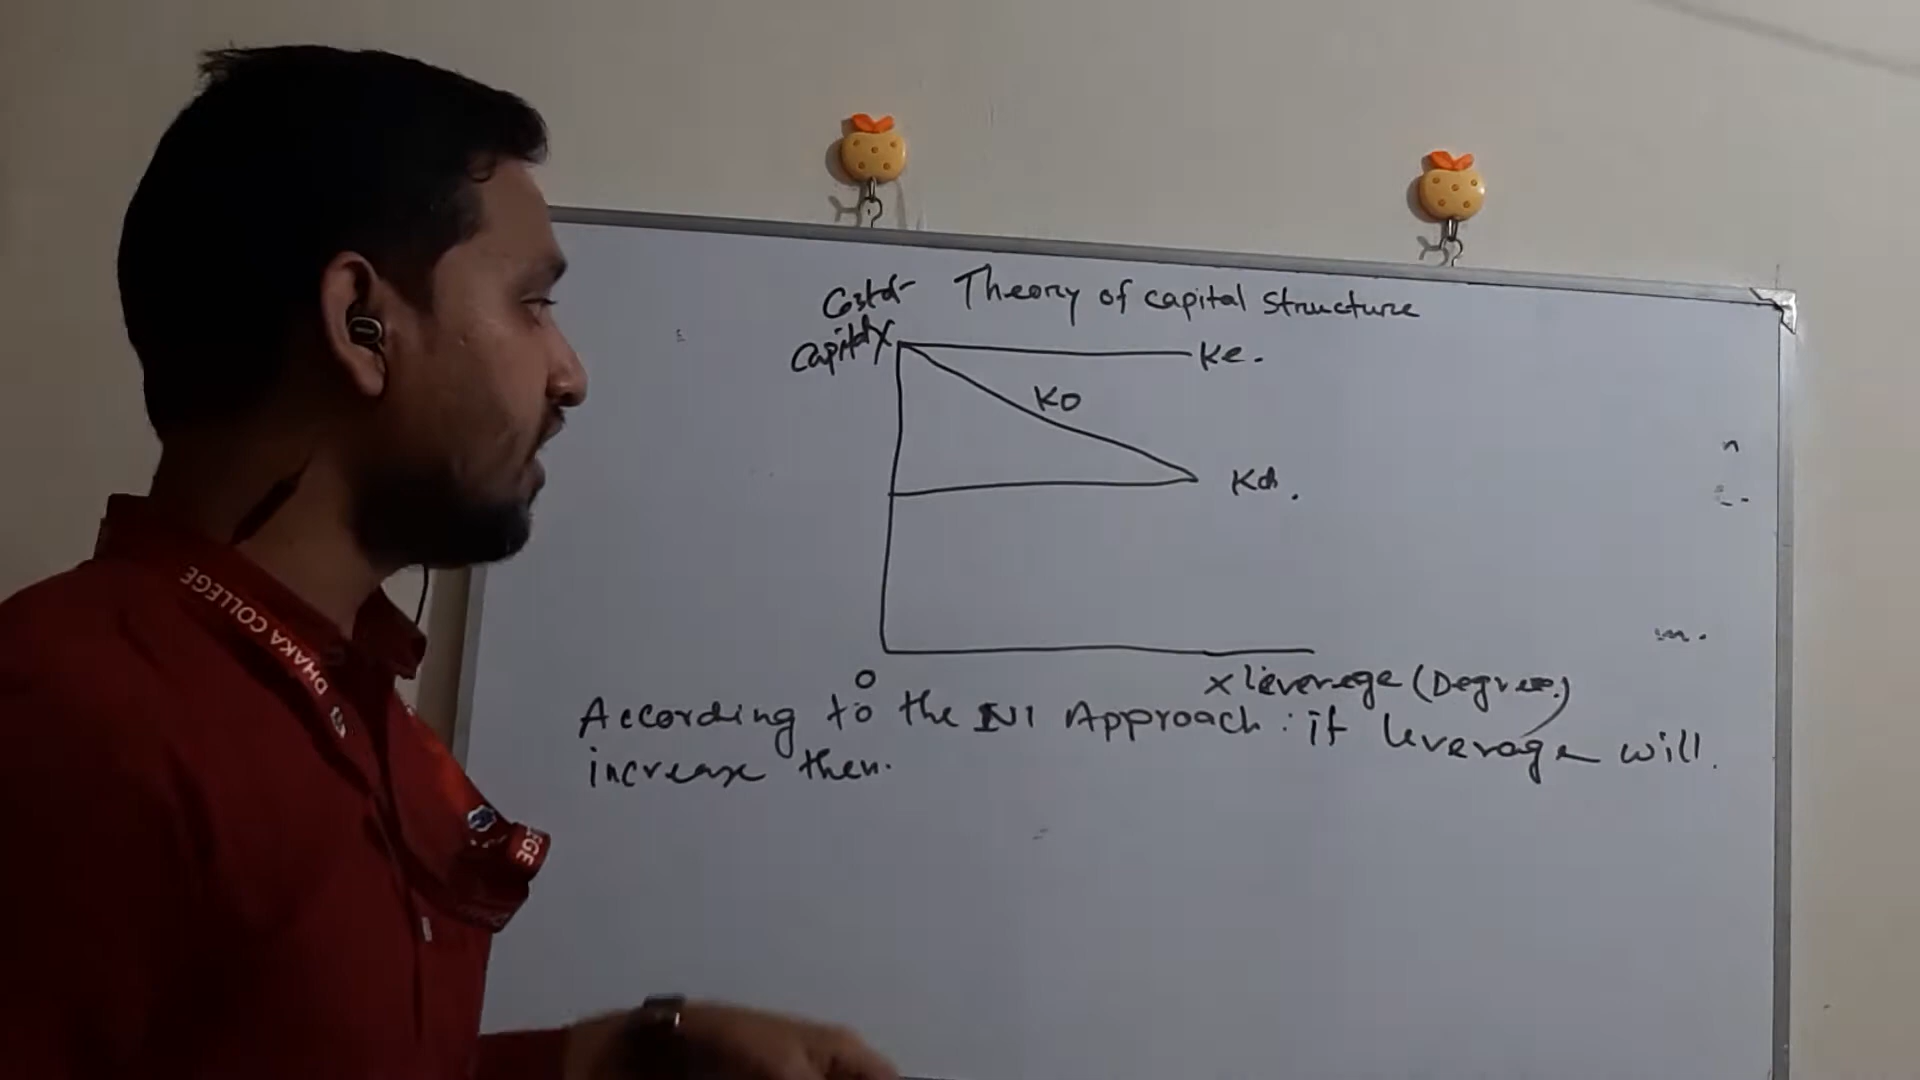 Theory of capital structure
Cost of
Capital Y
Ke.
Ko
Kd.
O
X leverage (Degree)
According to the NI Approach : if leverage will.
increase then.
DHAKA COLLEGE
EGE